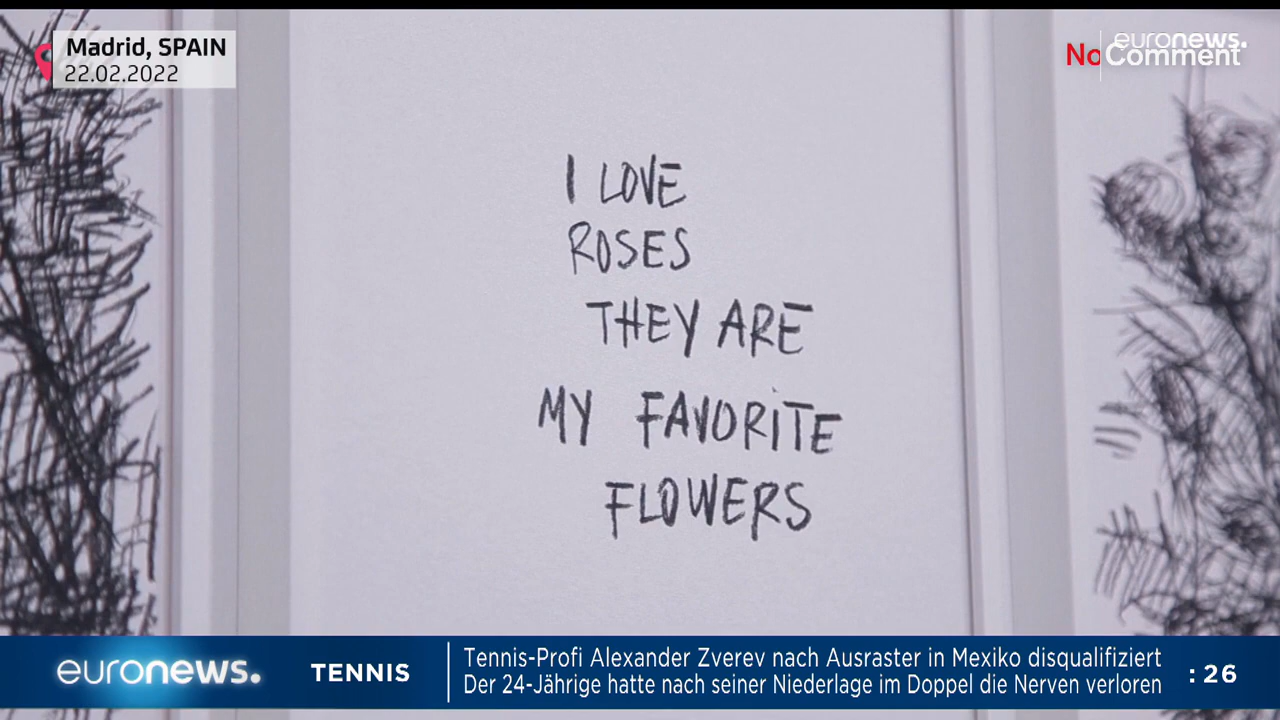 Madrid, SPAIN
22.02.2022
euronews.
No Comment
I LOVE
ROSES
THEY ARE
MY FAVORITE
FLOWERS
euronews.
TENNIS
Tennis-Profi Alexander Zverev nach Ausraster in Mexiko disqualifiziert
Der 24-Jährige hatte nach seiner Niederlage im Doppel die Nerven verloren
: 26